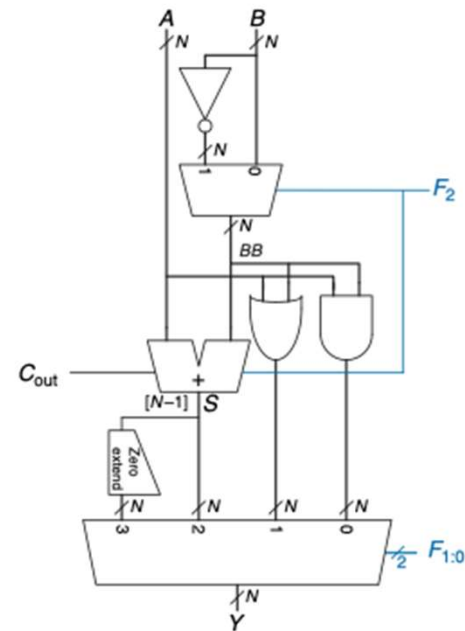 A B
N N
N
1 0
F2
N
BB
Cout
+
[N–1] S
Zero
extend
N N N N
3 2 1 0
2 F1:0
N
Y